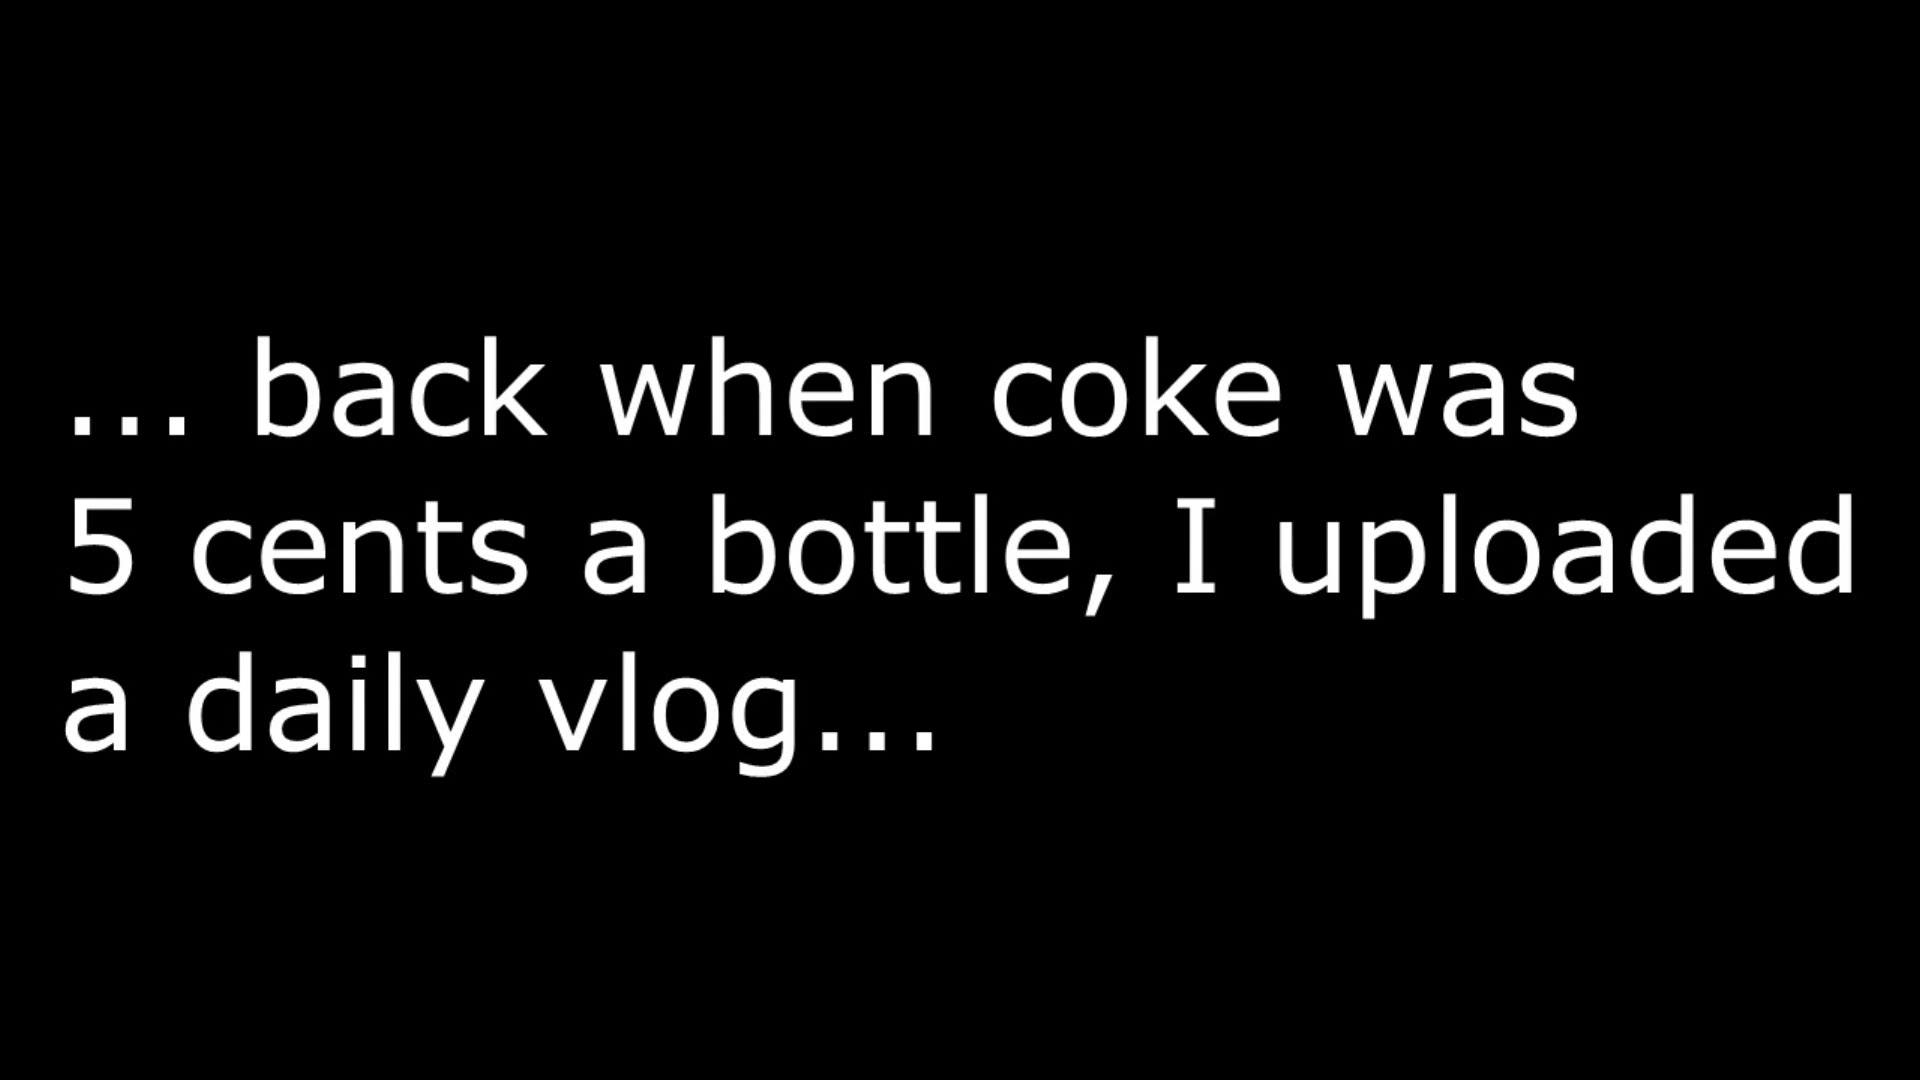 ... back when coke was
5 cents a bottle, I uploaded
a daily vlog...